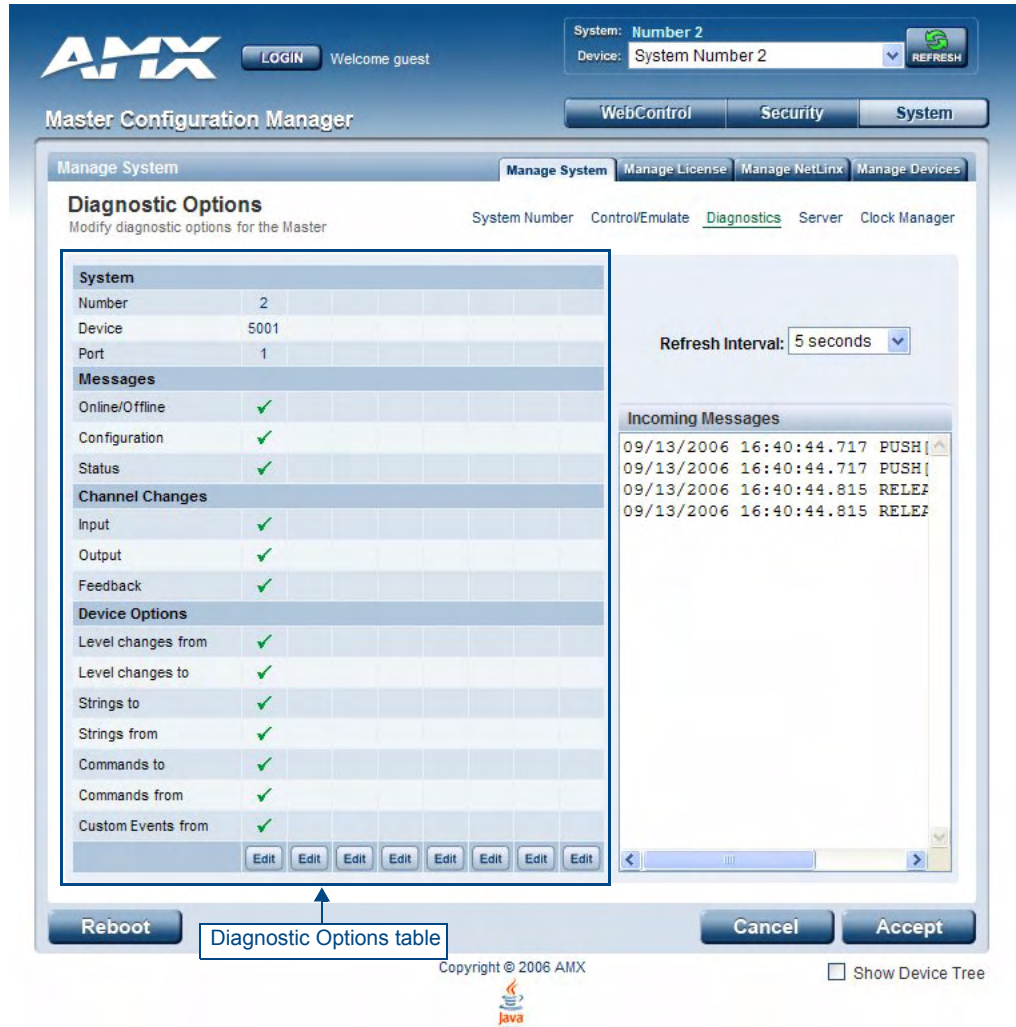 AMX
LOGIN Welcome guest
System: Number 2
Device: System Number 2
REFRESH
Master Configuration Manager
WebControl Security System
Manage System
Manage System Manage License Manage NetLinx Manage Devices
Diagnostic Options
Modify diagnostic options for the Master
System Number Control/Emulate Diagnostics Server Clock Manager
System
Number 2
Device 5001
Port 1
Messages
Online/Offline ✓
Configuration ✓
Status ✓
Channel Changes
Input ✓
Output ✓
Feedback ✓
Device Options
Level changes from ✓
Level changes to ✓
Strings to ✓
Strings from ✓
Commands to ✓
Commands from ✓
Custom Events from ✓
Edit Edit Edit Edit Edit Edit Edit Edit
Refresh Interval: 5 seconds
Incoming Messages
09/13/2006 16:40:44.717 PUSH[
09/13/2006 16:40:44.717 PUSH[
09/13/2006 16:40:44.815 RELEA
09/13/2006 16:40:44.815 RELEA
Reboot
Diagnostic Options table
Cancel Accept
Copyright © 2006 AMX
Show Device Tree
Java